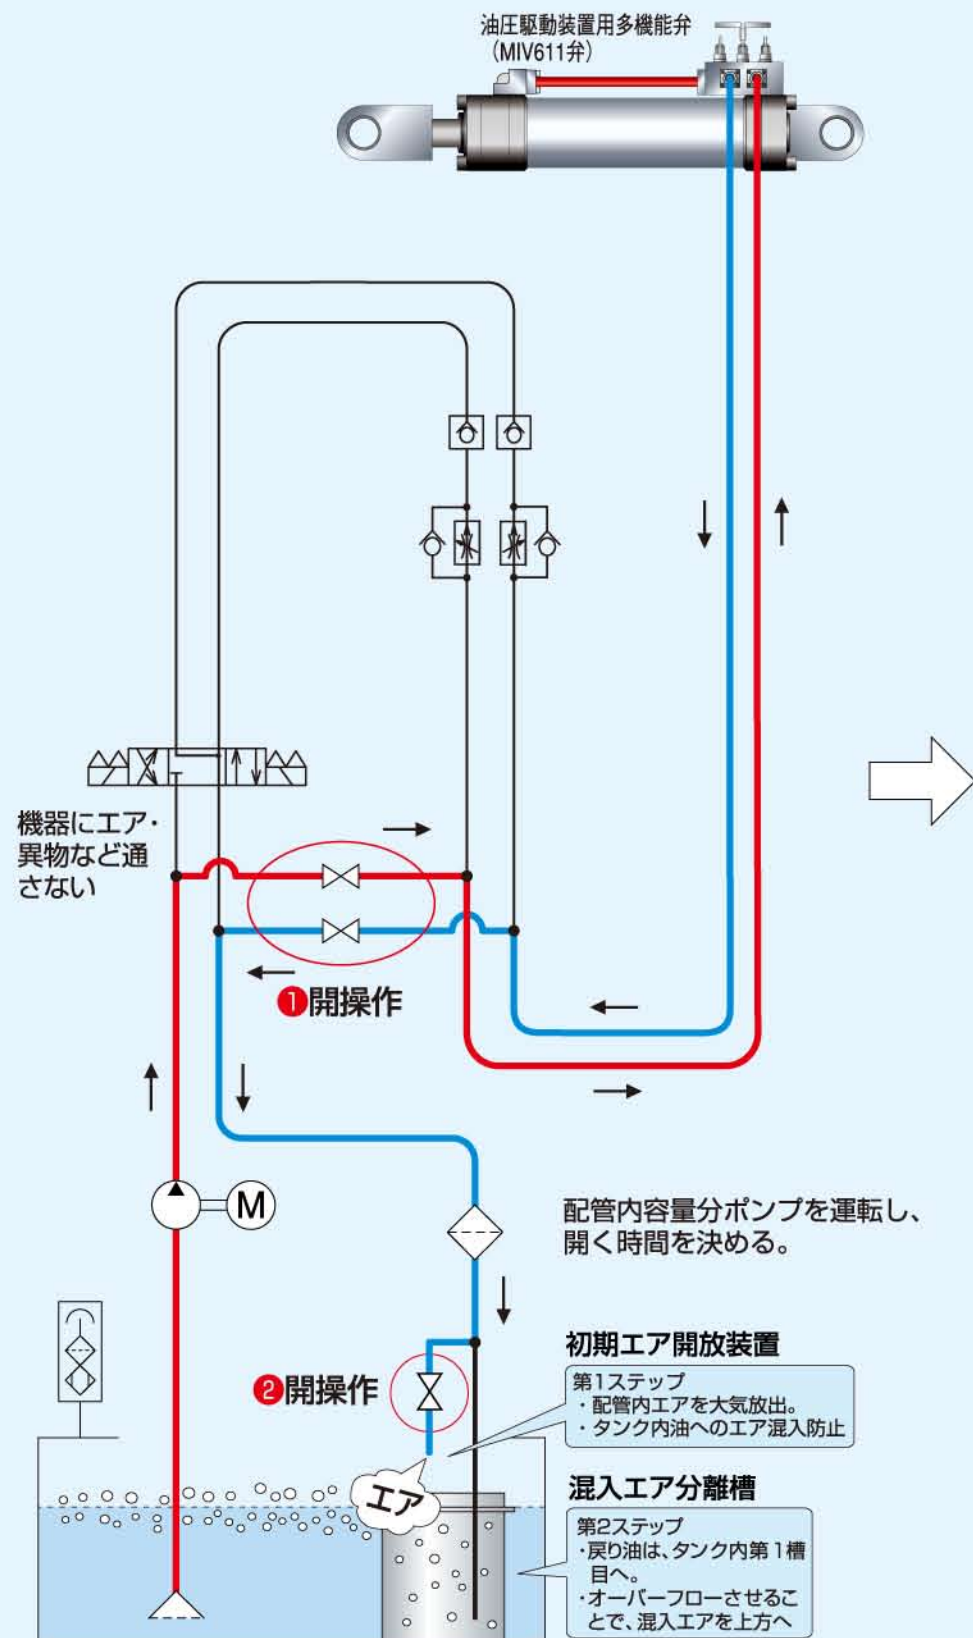 油圧駆動装置用多機能弁
（MIV611弁）
機器にエア・
異物など通
さない
❶開操作
M
配管内容量分ポンプを運転し、
開く時間を決める。
❷開操作
初期エア開放装置
第1ステップ
・配管内エアを大気放出。
・タンク内油へのエア混入防止
エア
混入エア分離槽
第2ステップ
・戻り油は、タンク内第1槽
目へ。
・オーバーフローさせるこ
とで、混入エアを上方へ